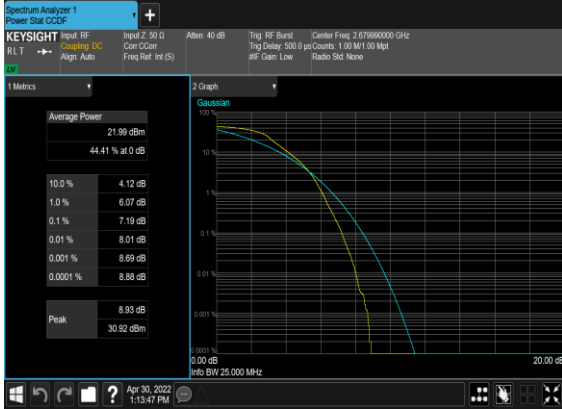 Spectrum Analyzer 1
Power Stat CCDF
+
KEYSIGHT
RLT
Input: RF
Coupling: DC
Align: Auto
Input Z: 50 Ω
Corr CCorr
Freq Ref: Int (S)
Atten: 40 dB
Trig: RF Burst
Trig Delay: 500.0 µs
#IF Gain: Low
Center Freq: 2.679990000 GHz
Counts: 1.00 M/1.00 Mpt
Radio Std: None
1 Metrics
Average Power
21.99 dBm
44.41 % at 0 dB
10.0 % 4.12 dB
1.0 % 6.07 dB
0.1 % 7.19 dB
0.01 % 8.01 dB
0.001 % 8.69 dB
0.0001 % 8.88 dB
Peak
8.93 dB
30.92 dBm
2 Graph
Gaussian
100 %
10 %
1 %
0.1 %
0.01 %
0.001 %
0.0001 %
0.00 dB
20.00 dB
Info BW 25.000 MHz
?
Apr 30, 2022
1:13:47 PM